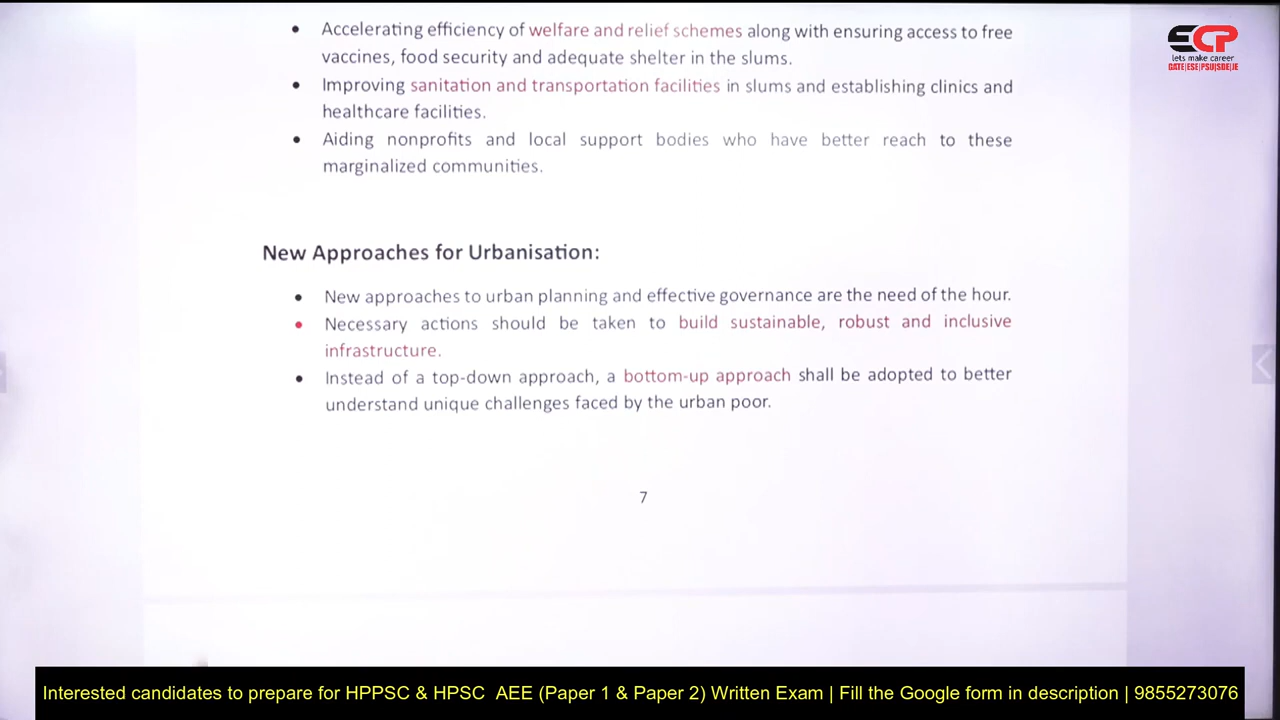 Accelerating efficiency of welfare and relief schemes along with ensuring access to free
vaccines, food security and adequate shelter in the slums.
Improving sanitation and transportation facilities in slums and establishing clinics and
healthcare facilities.
Aiding nonprofits and local support bodies who have better reach to these
marginalized communities.
ECP
lets make career
GATE|ESE|PSU|SDE|JE
New Approaches for Urbanisation:
New approaches to urban planning and effective governance are the need of the hour.
Necessary actions should be taken to build sustainable, robust and inclusive
infrastructure.
Instead of a top-down approach, a bottom-up approach shall be adopted to better
understand unique challenges faced by the urban poor.
7
Interested candidates to prepare for HPPSC & HPSC AEE (Paper 1 & Paper 2) Written Exam | Fill the Google form in description | 9855273076